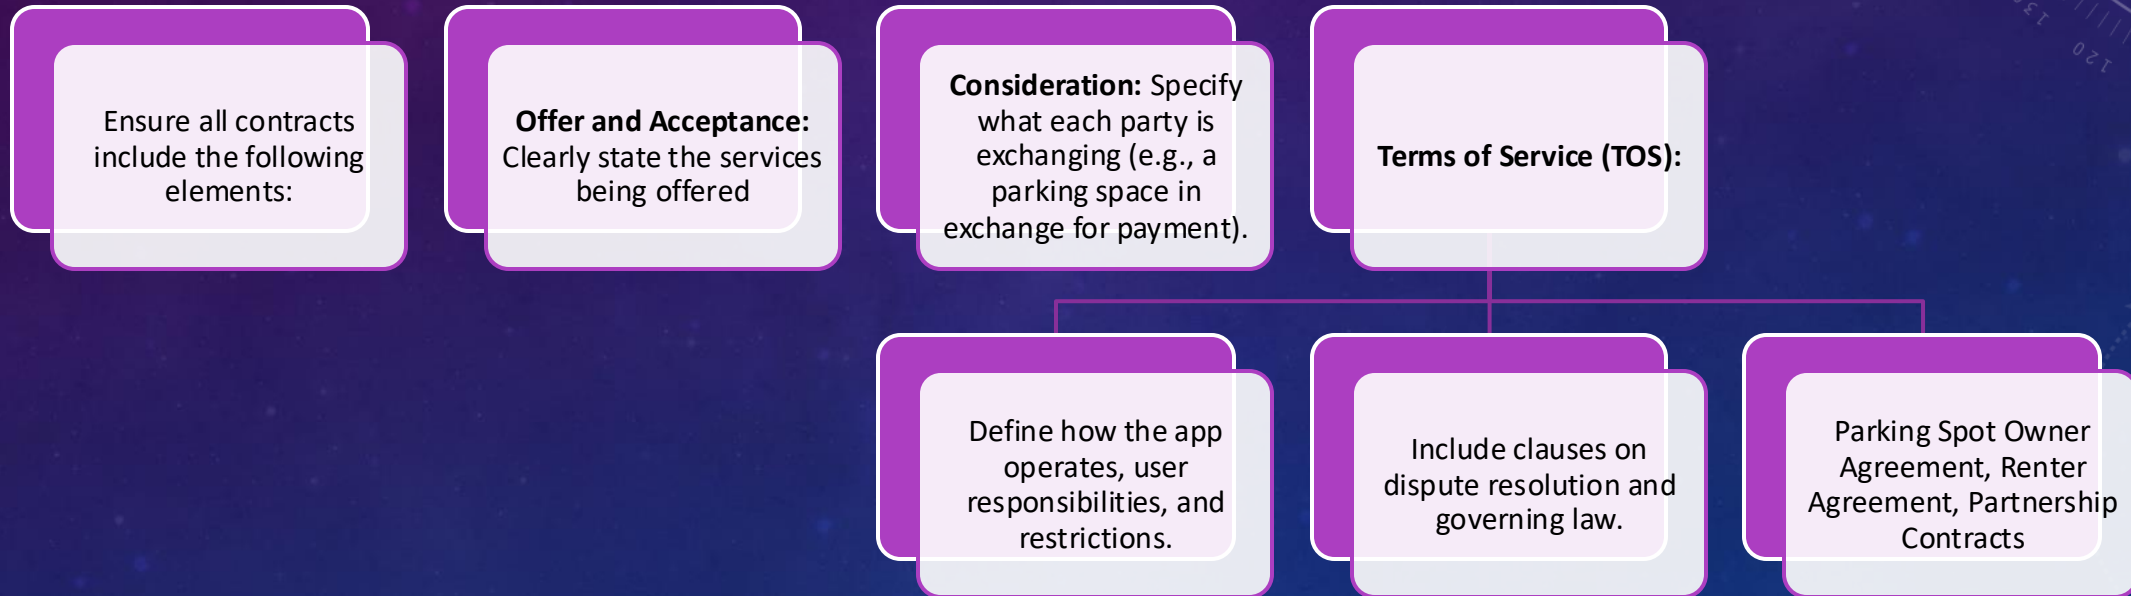 Ensure all contracts
include the following
elements:
Offer and Acceptance:
Clearly state the services
being offered
Consideration: Specify
what each party is
exchanging (e.g., a
parking space in
exchange for payment).
Terms of Service (TOS):
Define how the app
operates, user
responsibilities, and
restrictions.
Include clauses on
dispute resolution and
governing law.
Parking Spot Owner
Agreement, Renter
Agreement, Partnership
Contracts
130
120